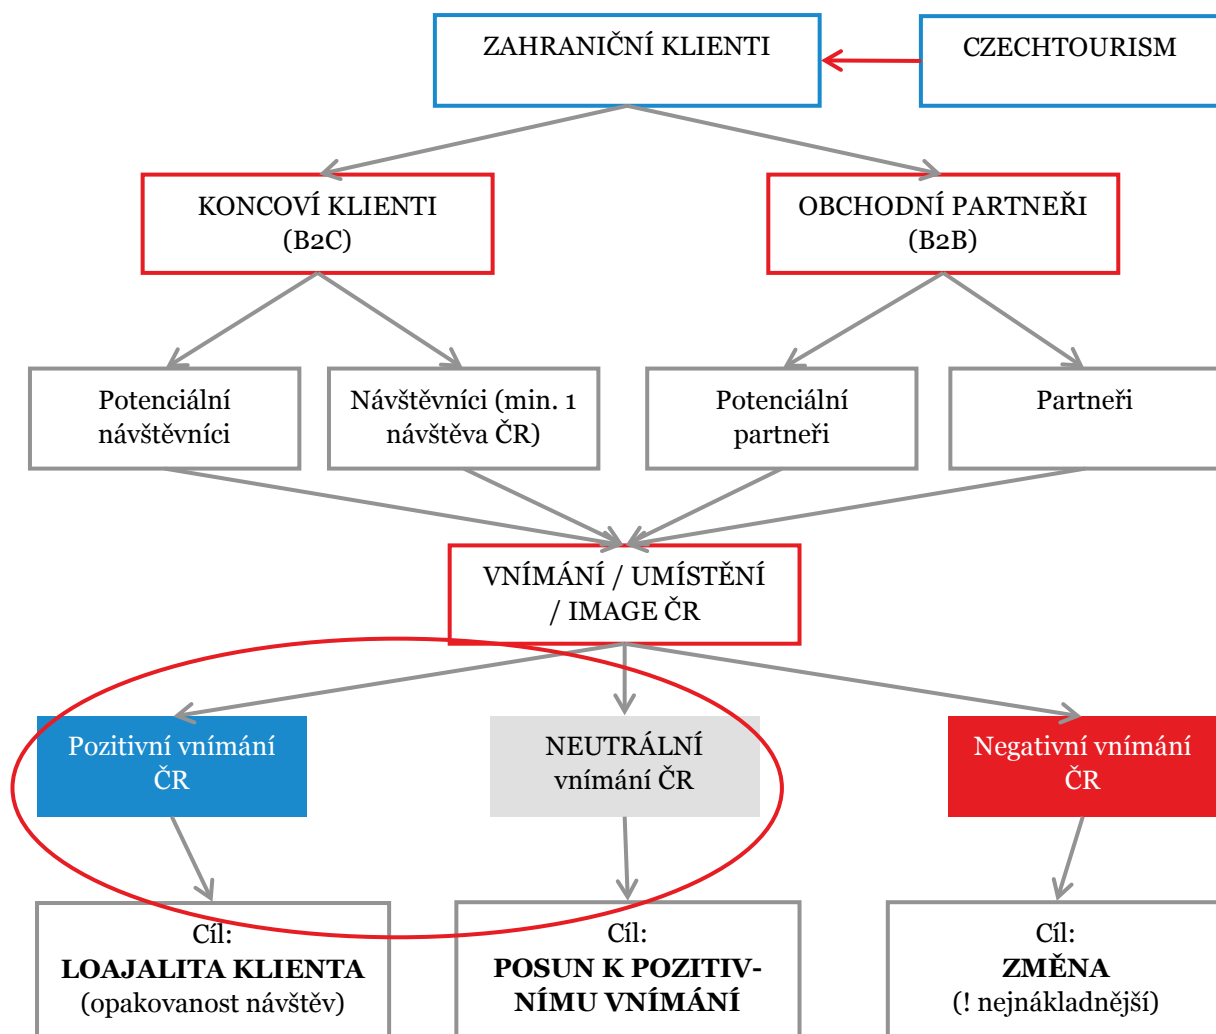 ZAHRANIČNÍ KLIENTI
CZECHTOURISM
KONCOVÍ KLIENTI
(B2C)
OBCHODNÍ PARTNEŘI
(B2B)
Potenciální
návštěvníci
Návštěvníci (min. 1
návštěva ČR)
Potenciální
partneři
Partneři
VNÍMÁNÍ / UMÍSTĚNÍ
/ IMAGE ČR
Pozitivní vnímání
ČR
NEUTRÁLNÍ
vnímání ČR
Negativní vnímání
ČR
Cíl:
LOAJALITA KLIENTA
(opakovanost návštěv)
Cíl:
POSUN K POZITIV-
NÍMU VNÍMÁNÍ
Cíl:
ZMĚNA
(! nejnákladnější)